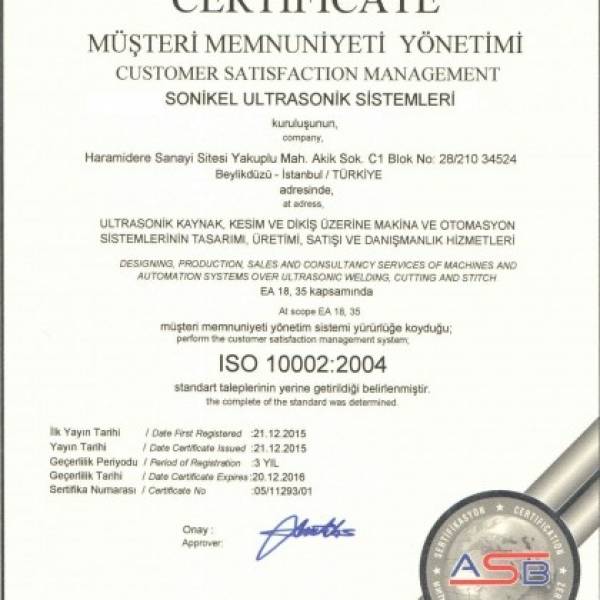 CERTIFICATE
MÜŞTERİ MEMNUNİYETİ YÖNETİMİ
CUSTOMER SATISFACTION MANAGEMENT
SONİKEL ULTRASONİK SİSTEMLERİ
kuruluşunun,
company,
Haramidere Sanayi Sitesi Yakuplu Mah. Akik Sok. C1 Blok No: 28/210 34524
Beylikdüzü - İstanbul / TÜRKİYE
adresinde,
at adress,
ULTRASONİK KAYNAK, KESİM VE DİKİŞ ÜZERİNE MAKİNA VE OTOMASYON
SİSTEMLERİNİN TASARIMI, ÜRETİMİ, SATIŞI VE DANIŞMANLIK HİZMETLERİ
DESIGNING, PRODUCTION, SALES AND CONSULTANCY SERVICES OF MACHINES AND
AUTOMATION SYSTEMS OVER ULTRASONIC WELDING, CUTTING AND STITCH
EA 18, 35 kapsamında
At scope EA 18, 35
müşteri memnuniyeti yönetim sistemi yürürlüğe koyduğu;
perform the customer satisfaction management system;
ISO 10002:2004
standart taleplerinin yerine getirildiği belirlenmiştir.
the complete of the standard was determined.
İlk Yayın Tarihi / Date First Registered :21.12.2015
Yayın Tarihi / Date Certificate Issued :21.12.2015
Geçerlilik Periyodu / Period of Registration :3 YIL
Geçerlilik Tarihi / Date Certificate Expires:20.12.2016
Sertifika Numarası / Certificate No :05/11293/01
Onay :
Approver:
SERTİFİKASYON ★ CERTIFICATION
ASB